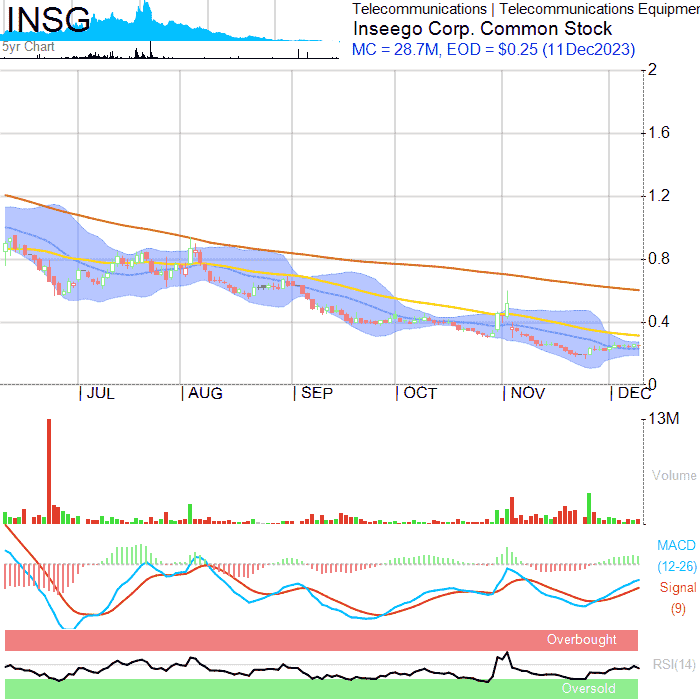 INSG
5yr Chart
Telecommunications | Telecommunications Equipmen
Inseego Corp. Common Stock
MC = 28.7M, EOD = $0.25 (11Dec2023)
2
1.6
1.2
0.8
0.4
0
JUL
AUG
SEP
OCT
NOV
DEC
13M
Volume
MACD
(12-26)
Signal
(9)
Overbought
RSI(14)
Oversold